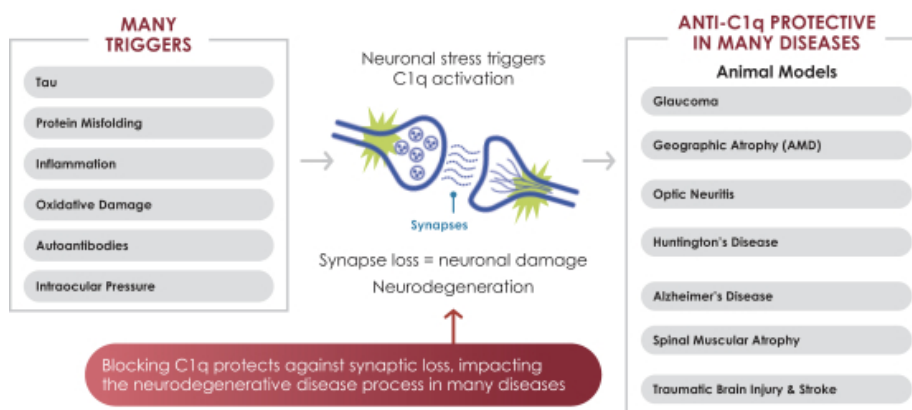 MANY
TRIGGERS
Tau
Protein Misfolding
Inflammation
Oxidative Damage
Autoantibodies
Intraocular Pressure
Neuronal stress triggers
C1q activation
Synapses
Synapse loss = neuronal damage
Neurodegeneration
Blocking C1q protects against synaptic loss, impacting
the neurodegenerative disease process in many diseases
ANTI-C1q PROTECTIVE
IN MANY DISEASES
Animal Models
Glaucoma
Geographic Atrophy (AMD)
Optic Neuritis
Huntington's Disease
Alzheimer's Disease
Spinal Muscular Atrophy
Traumatic Brain Injury & Stroke